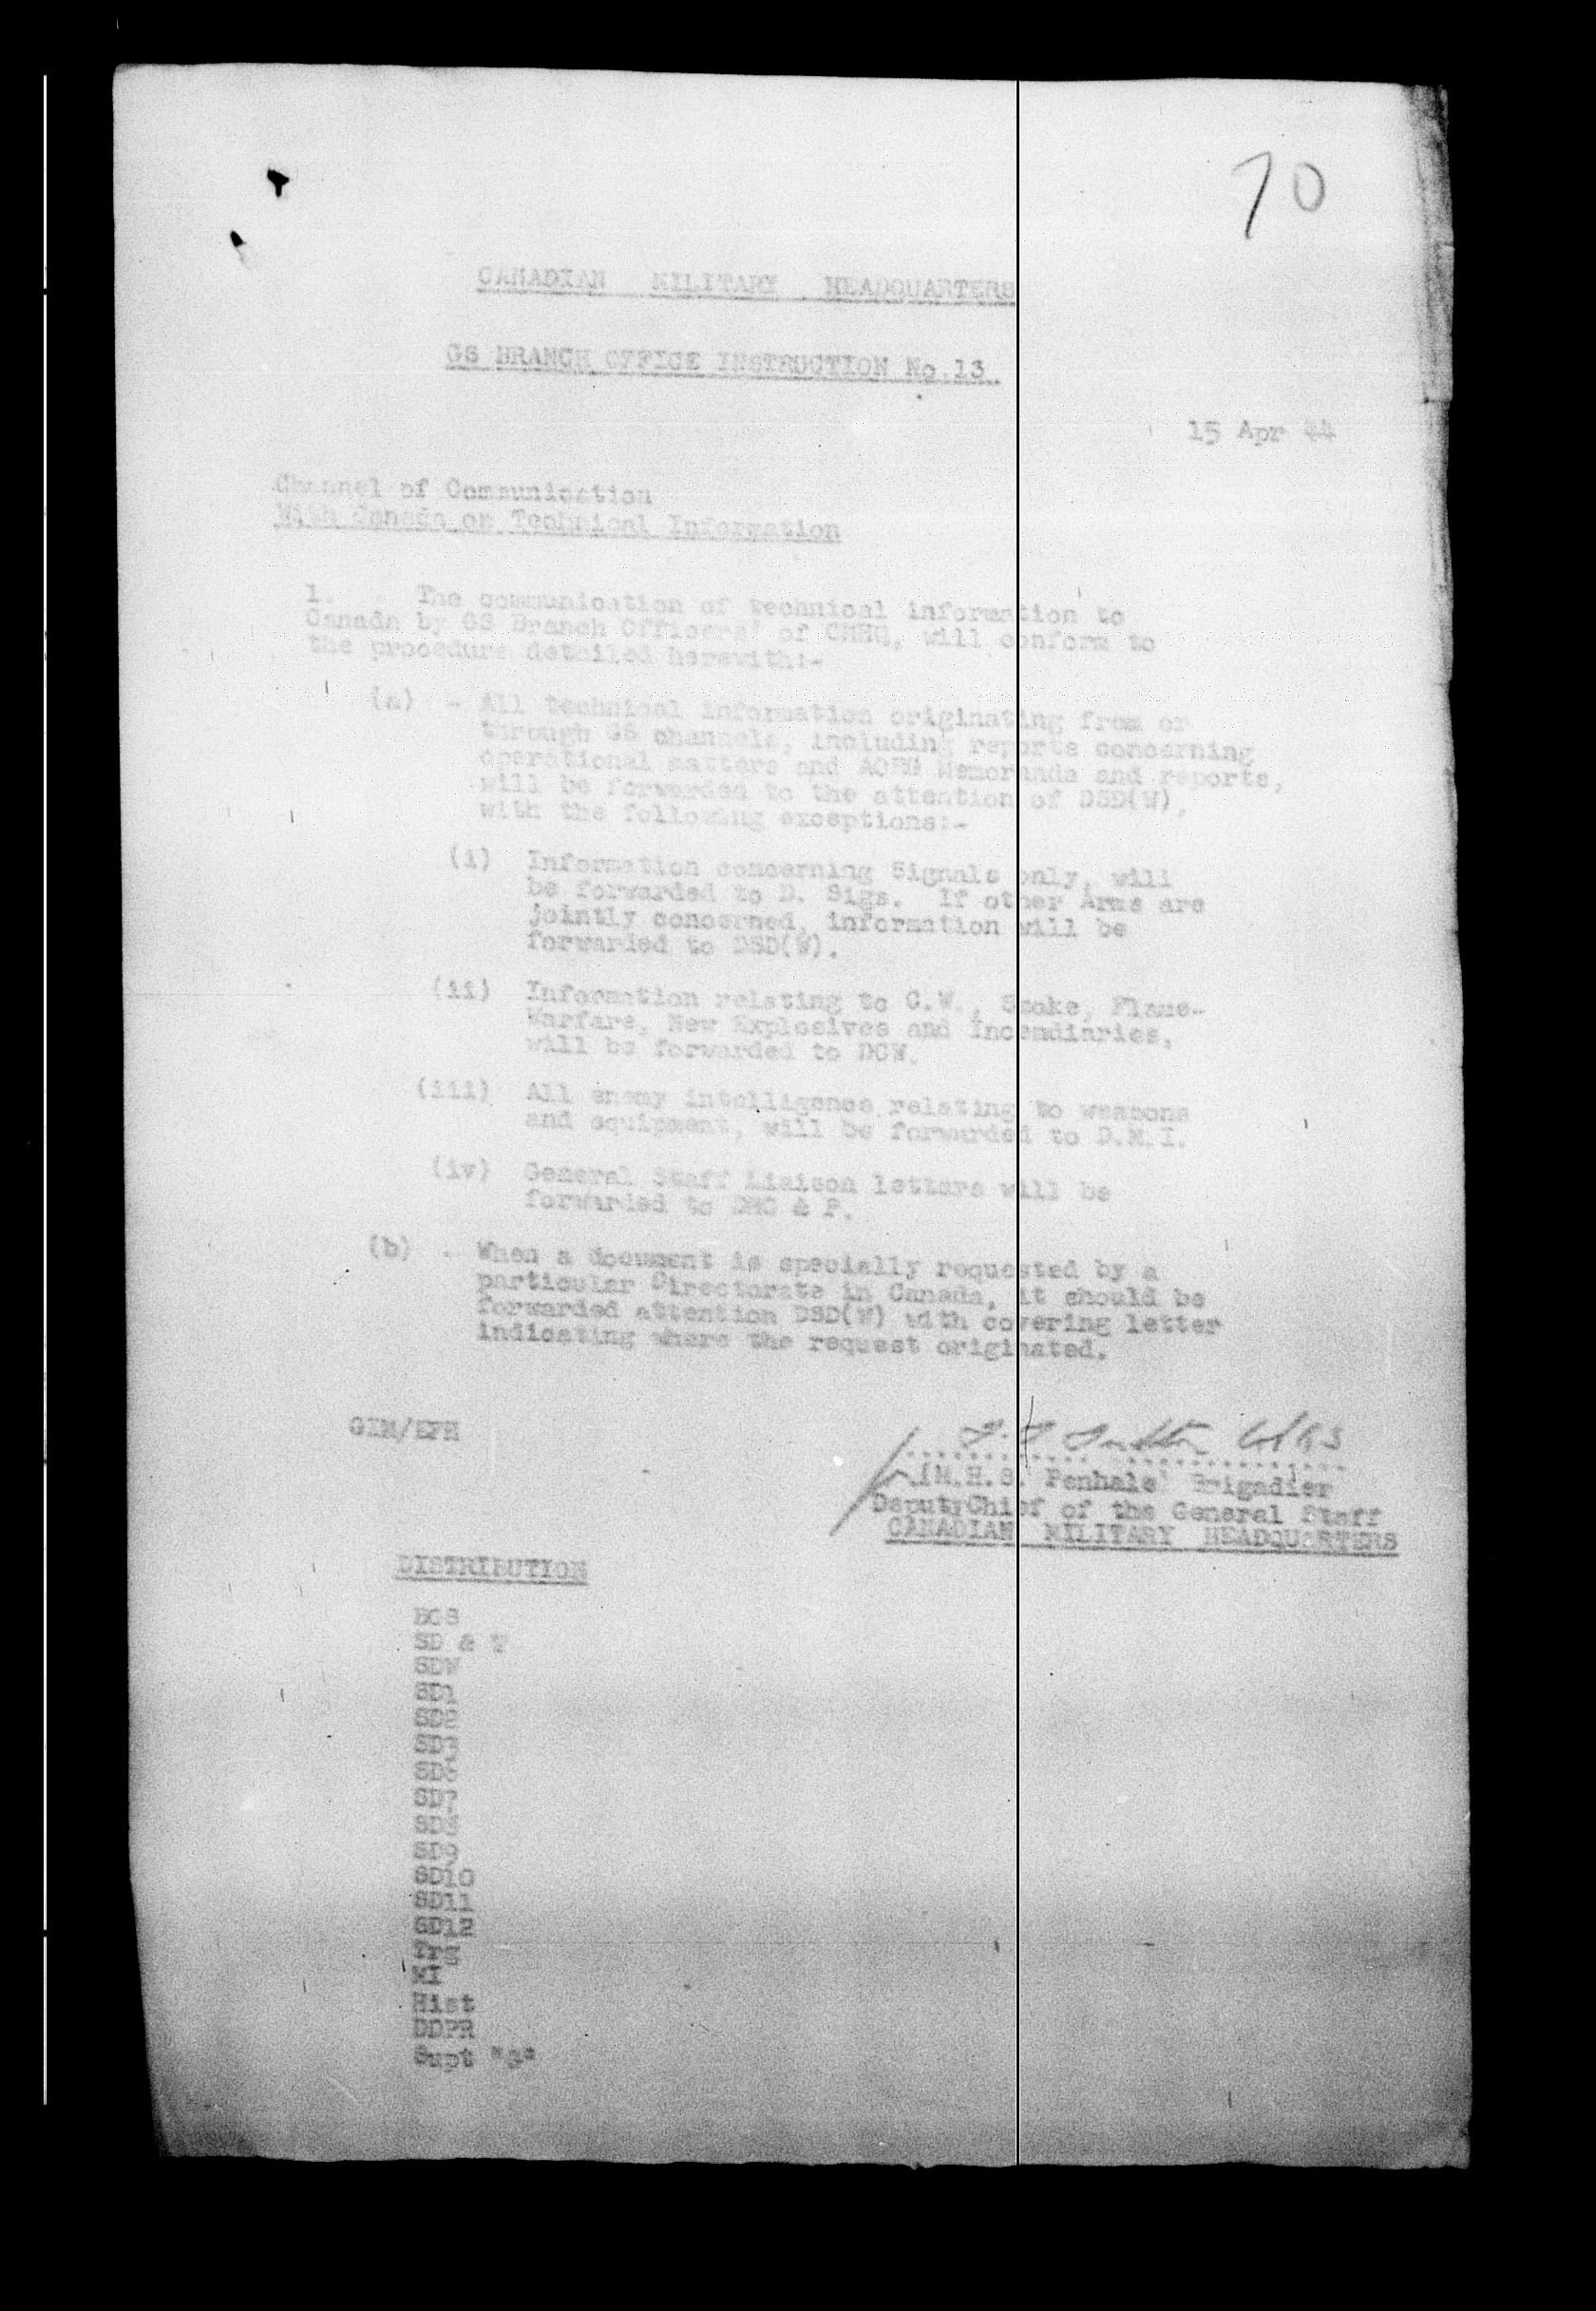 70
CANADIAN MILITARY HEADQUARTERS
GS BRANCH OFFICE INSTRUCTION No.13.
15 Apr 44
Channel of Communication
With Canada on Technical Information
1. The communication of technical information to
Canada by GS Branch Officers' of CMHQ, will conform to
the procedure detailed herewith:-
(a) - All technical information originating from or
through GS channels, including reports concerning
operational matters and AORG Memoranda and reports,
will be forwarded to the attention of DSD(W),
with the following exceptions:-
(i) Information concerning Signals only, will
be forwarded to D. Sigs. If other Arms are
jointly concerned, information will be
forwarded to DSD(W).
(ii) Information relating to C.W., Smoke, Flame-
Warfare, New Explosives and Incendiaries,
will be forwarded to DCW.
(iii) All enemy intelligence relating to weapons
and equipment, will be forwarded to D.M.I.
(iv) General Staff Liaison letters will be
forwarded to DMO & P.
(b) . When a document is specially requested by a
particular Directorate in Canada, it should be
forwarded attention DSD(W) with covering letter
indicating where the request originated.
GEM/EFH
(M.H.S. Penhale) Brigadier
Deputy Chief of the General Staff
CANADIAN MILITARY HEADQUARTERS
DISTRIBUTION
SD & W
SDW
SD1
SD2
SD3
SD6
SD7
SD8
SD9
SD10
SD11
SD12
Trg
MI
Hist
DDPR
Supt "G"